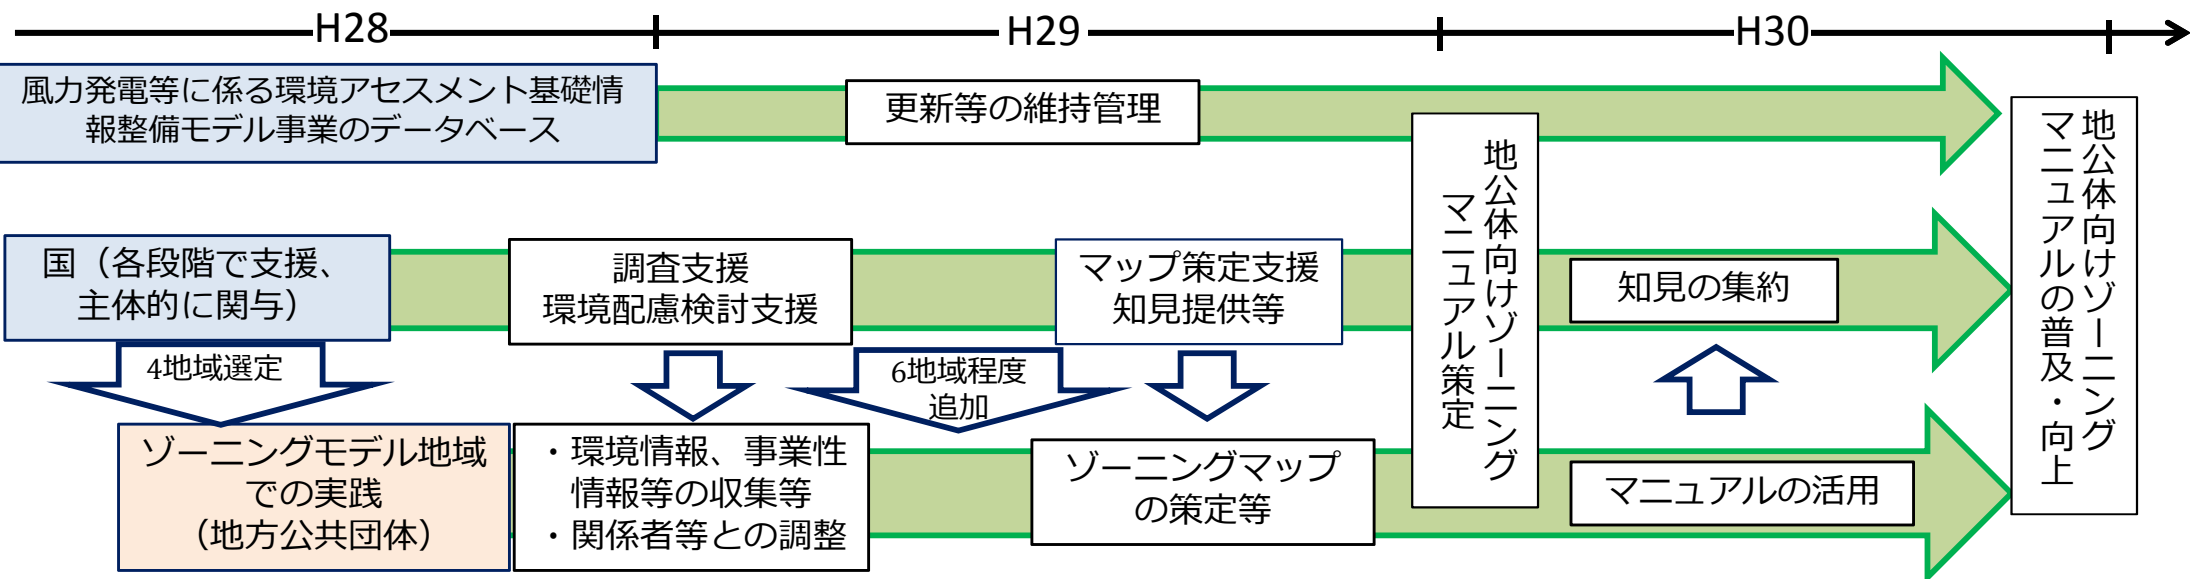 H28
H29
H30
風力発電等に係る環境アセスメント基礎情
報整備モデル事業のデータベース
更新等の維持管理
国（各段階で支援、
主体的に関与）
調査支援
環境配慮検討支援
マップ策定支援
知見提供等
地公体向けゾーニング
マニュアル策定
知見の集約
地公体向けゾーニング
マニュアルの普及・向上
4地域選定
6地域程度
追加
ゾーニングモデル地域
での実践
（地方公共団体）
・環境情報、事業性
情報等の収集等
・関係者等との調整
ゾーニングマップ
の策定等
マニュアルの活用